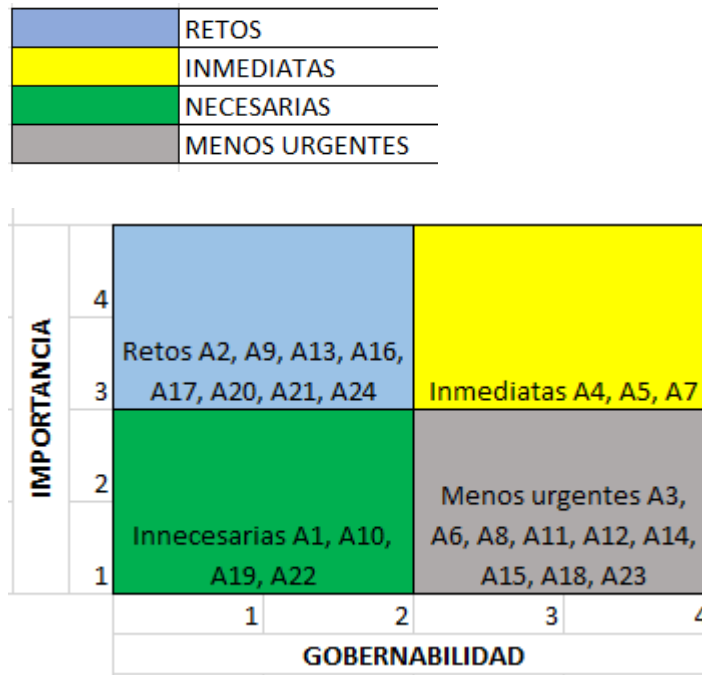 RETOS
INMEDIATAS
NECESARIAS
MENOS URGENTES
IMPORTANCIA
4
Retos A2, A9, A13, A16,
A17, A20, A21, A24
3
Inmediatas A4, A5, A7
2
Innecesarias A1, A10,
A19, A22
1
Menos urgentes A3,
A6, A8, A11, A12, A14,
A15, A18, A23
1
2
3
4
GOBERNABILIDAD